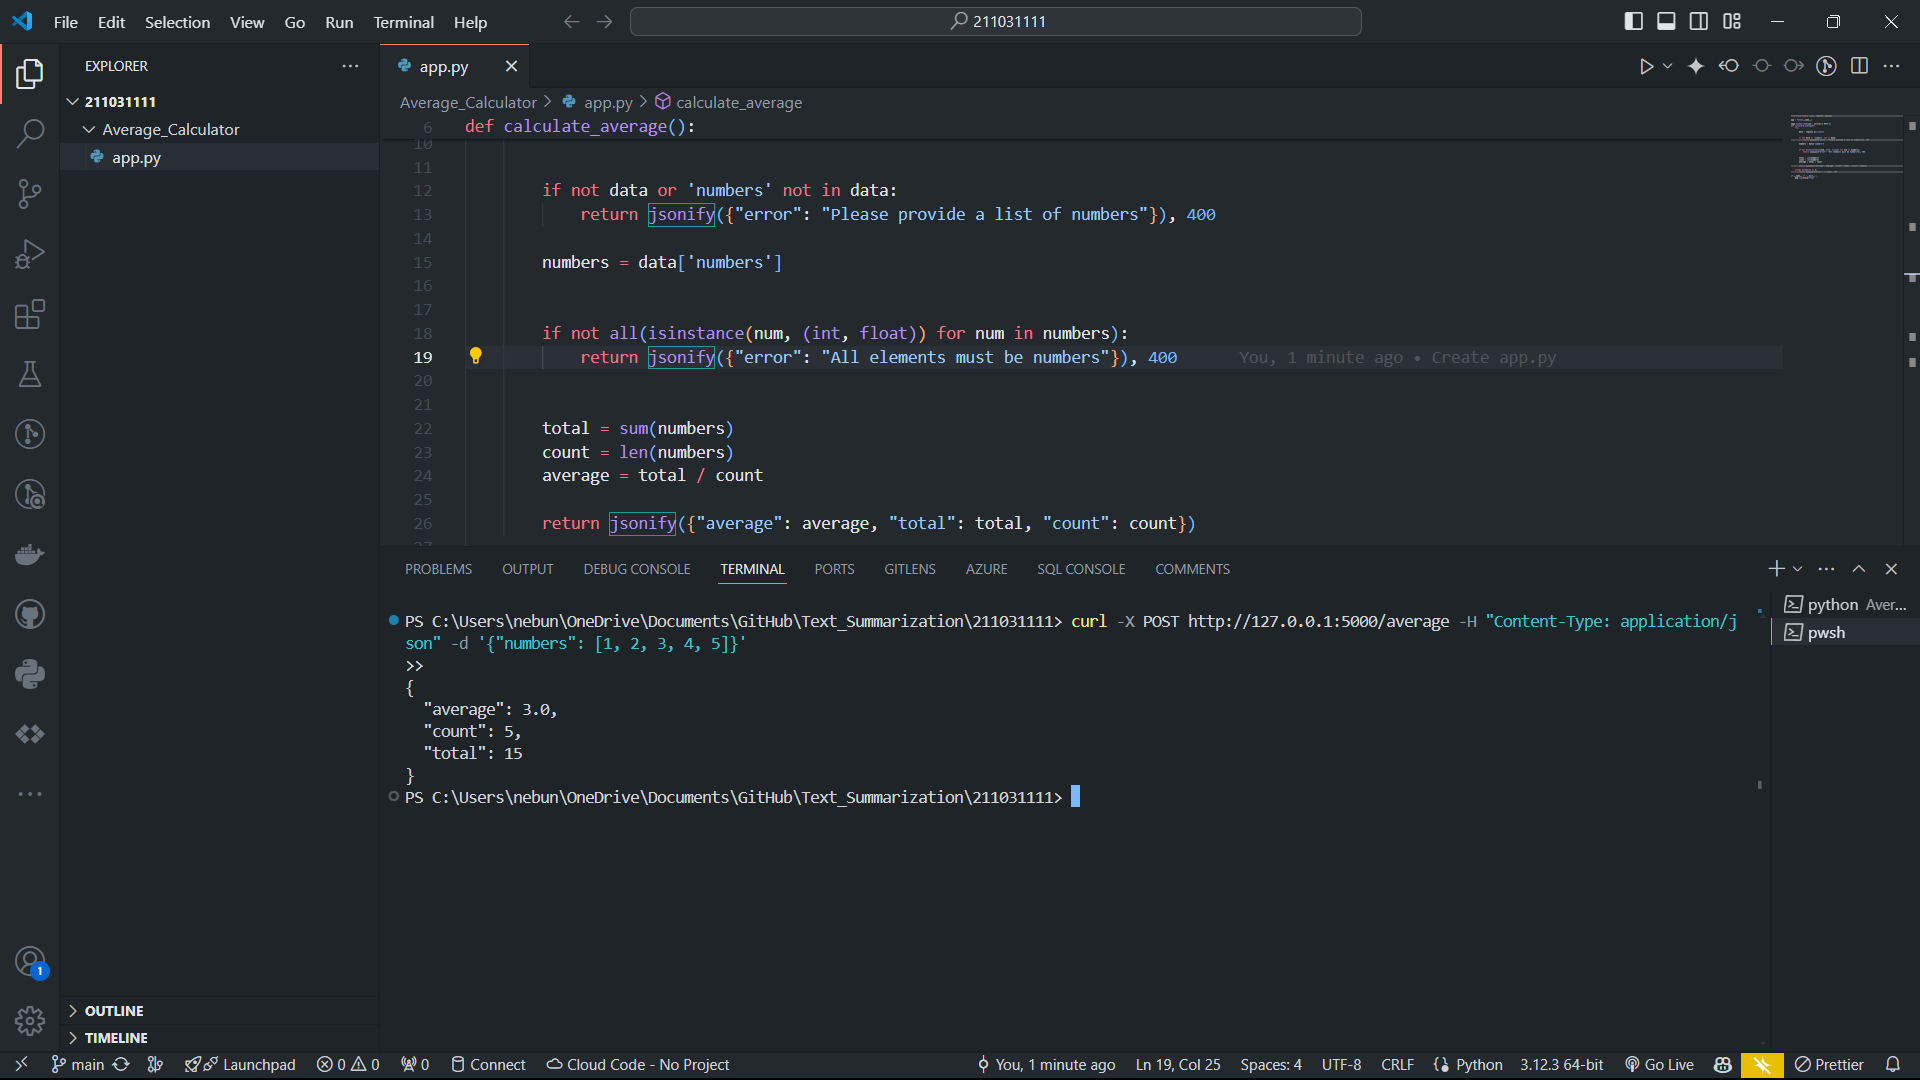 File Edit Selection View Go Run Terminal Help
211031111
EXPLORER
211031111
Average_Calculator
app.py
app.py
Average_Calculator > app.py > calculate_average
6 def calculate_average():
10
11
12 if not data or 'numbers' not in data:
13 return jsonify({"error": "Please provide a list of numbers"}), 400
14
15 numbers = data['numbers']
16
17
18 if not all(isinstance(num, (int, float)) for num in numbers):
19 return jsonify({"error": "All elements must be numbers"}), 400 You, 1 minute ago • Create app.py
20
21
22 total = sum(numbers)
23 count = len(numbers)
24 average = total / count
25
26 return jsonify({"average": average, "total": total, "count": count})
27
PROBLEMS OUTPUT DEBUG CONSOLE TERMINAL PORTS GITLENS AZURE SQL CONSOLE COMMENTS
PS C:\Users\nebun\OneDrive\Documents\GitHub\Text_Summarization\211031111> curl -X POST http://127.0.0.1:5000/average -H "Content-Type: application/j
son" -d '{"numbers": [1, 2, 3, 4, 5]}'
>>
{
"average": 3.0,
"count": 5,
"total": 15
}
PS C:\Users\nebun\OneDrive\Documents\GitHub\Text_Summarization\211031111>
python Aver...
pwsh
1
OUTLINE
TIMELINE
main Launchpad 0 0 0 Connect Cloud Code - No Project You, 1 minute ago Ln 19, Col 25 Spaces: 4 UTF-8 CRLF Python 3.12.3 64-bit Go Live Prettier